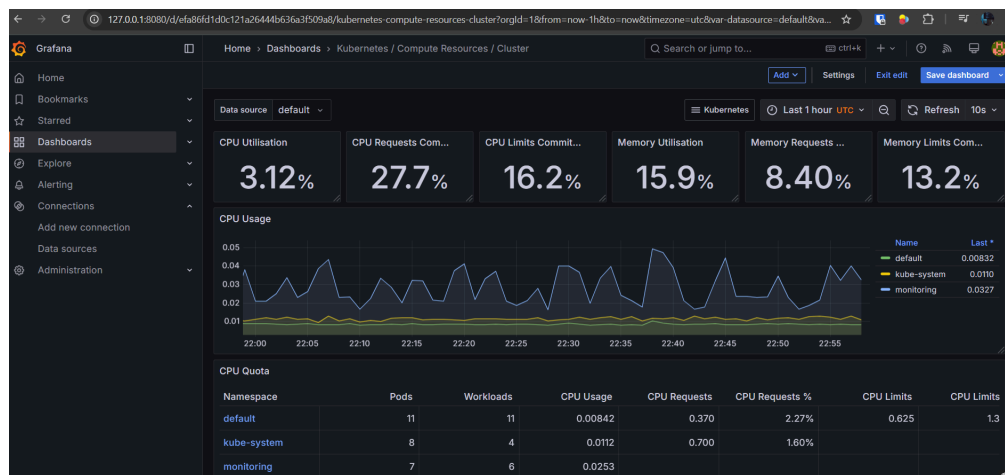 127.0.0.1:8080/d/efa86fd1d0c121a26444b636a3f509a8/kubernetes-compute-resources-cluster?orgId=1&from=now-1h&to=now&timezone=utc&var-datasource=default&va...
Grafana
Home › Dashboards › Kubernetes / Compute Resources / Cluster
Search or jump to...
ctrl+k
Home
Bookmarks
Starred
Dashboards
Explore
Alerting
Connections
Add new connection
Data sources
Administration
Add
Settings
Exit edit
Save dashboard
Data source default
Kubernetes
Last 1 hour UTC
Refresh 10s
CPU Utilisation
3.12%
CPU Requests Com...
27.7%
CPU Limits Commit...
16.2%
Memory Utilisation
15.9%
Memory Requests ...
8.40%
Memory Limits Com...
13.2%
CPU Usage
0.05
0.04
0.03
0.02
0.01
22:00 22:05 22:10 22:15 22:20 22:25 22:30 22:35 22:40 22:45 22:50 22:55
Name Last *
default 0.00832
kube-system 0.0110
monitoring 0.0327
CPU Quota
Namespace Pods Workloads CPU Usage CPU Requests CPU Requests % CPU Limits CPU Limits
default 11 11 0.00842 0.370 2.27% 0.625 1.3
kube-system 8 4 0.0112 0.700 1.60%
monitoring 7 6 0.0253